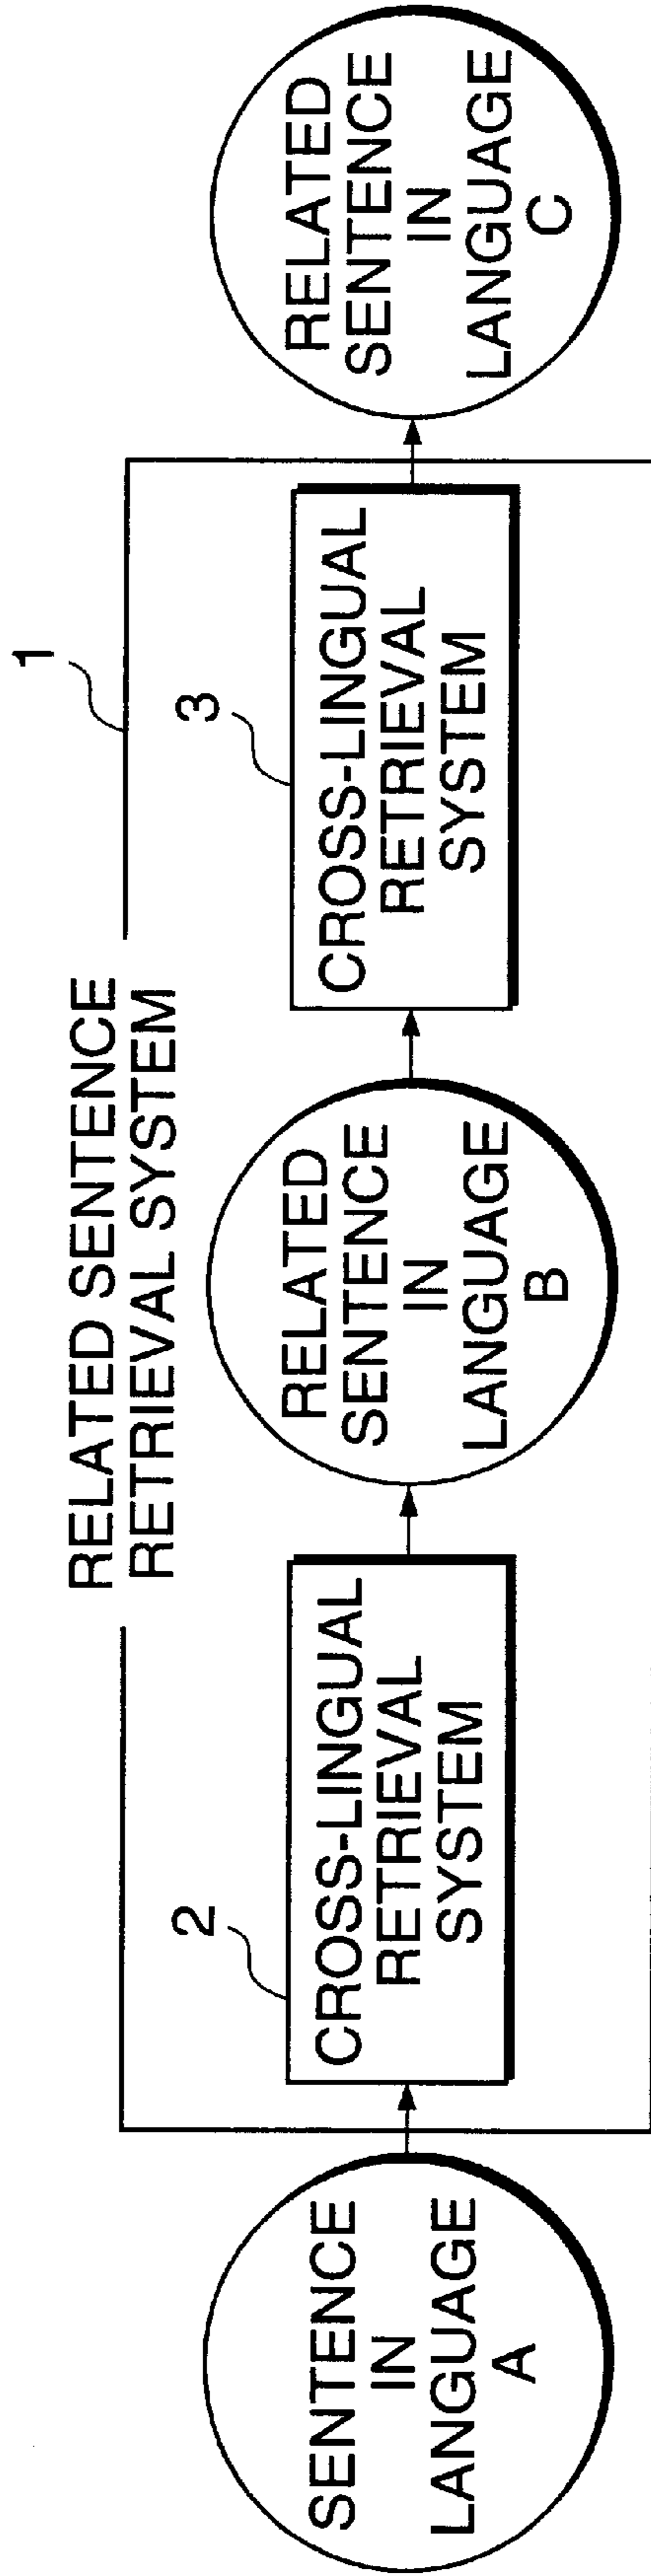 RELATED SENTENCE
RETRIEVAL SYSTEM
1
SENTENCE
IN
LANGUAGE
A
2
CROSS-LINGUAL
RETRIEVAL
SYSTEM
RELATED
SENTENCE
IN
LANGUAGE
B
3
CROSS-LINGUAL
RETRIEVAL
SYSTEM
RELATED
SENTENCE
IN
LANGUAGE
C